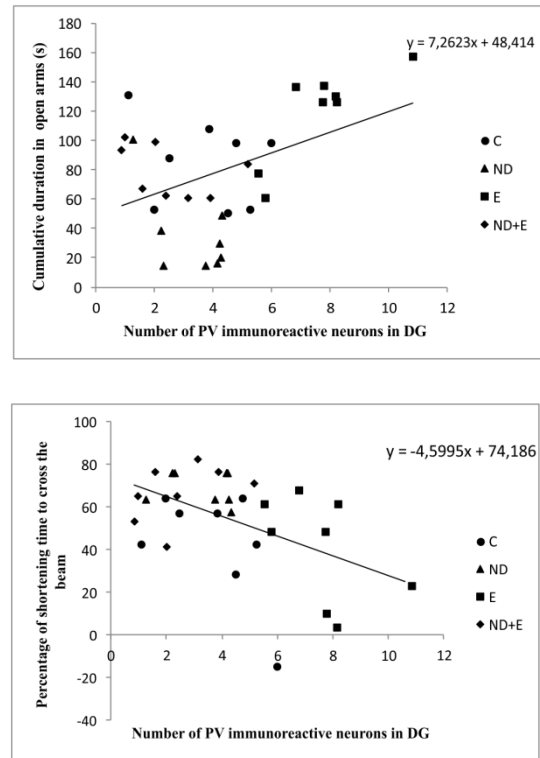 180
160
140
120
100
80
60
40
20
0
Cumulative duration in open arms (s)
y = 7,2623x + 48,414
C
ND
E
ND+E
0 2 4 6 8 10 12
Number of PV immunoreactive neurons in DG
100
80
60
40
20
0
-20
-40
Percentage of shortening time to cross the
beam
y = -4,5995x + 74,186
C
ND
E
ND+E
0 2 4 6 8 10 12
Number of PV immunoreactive neurons in DG